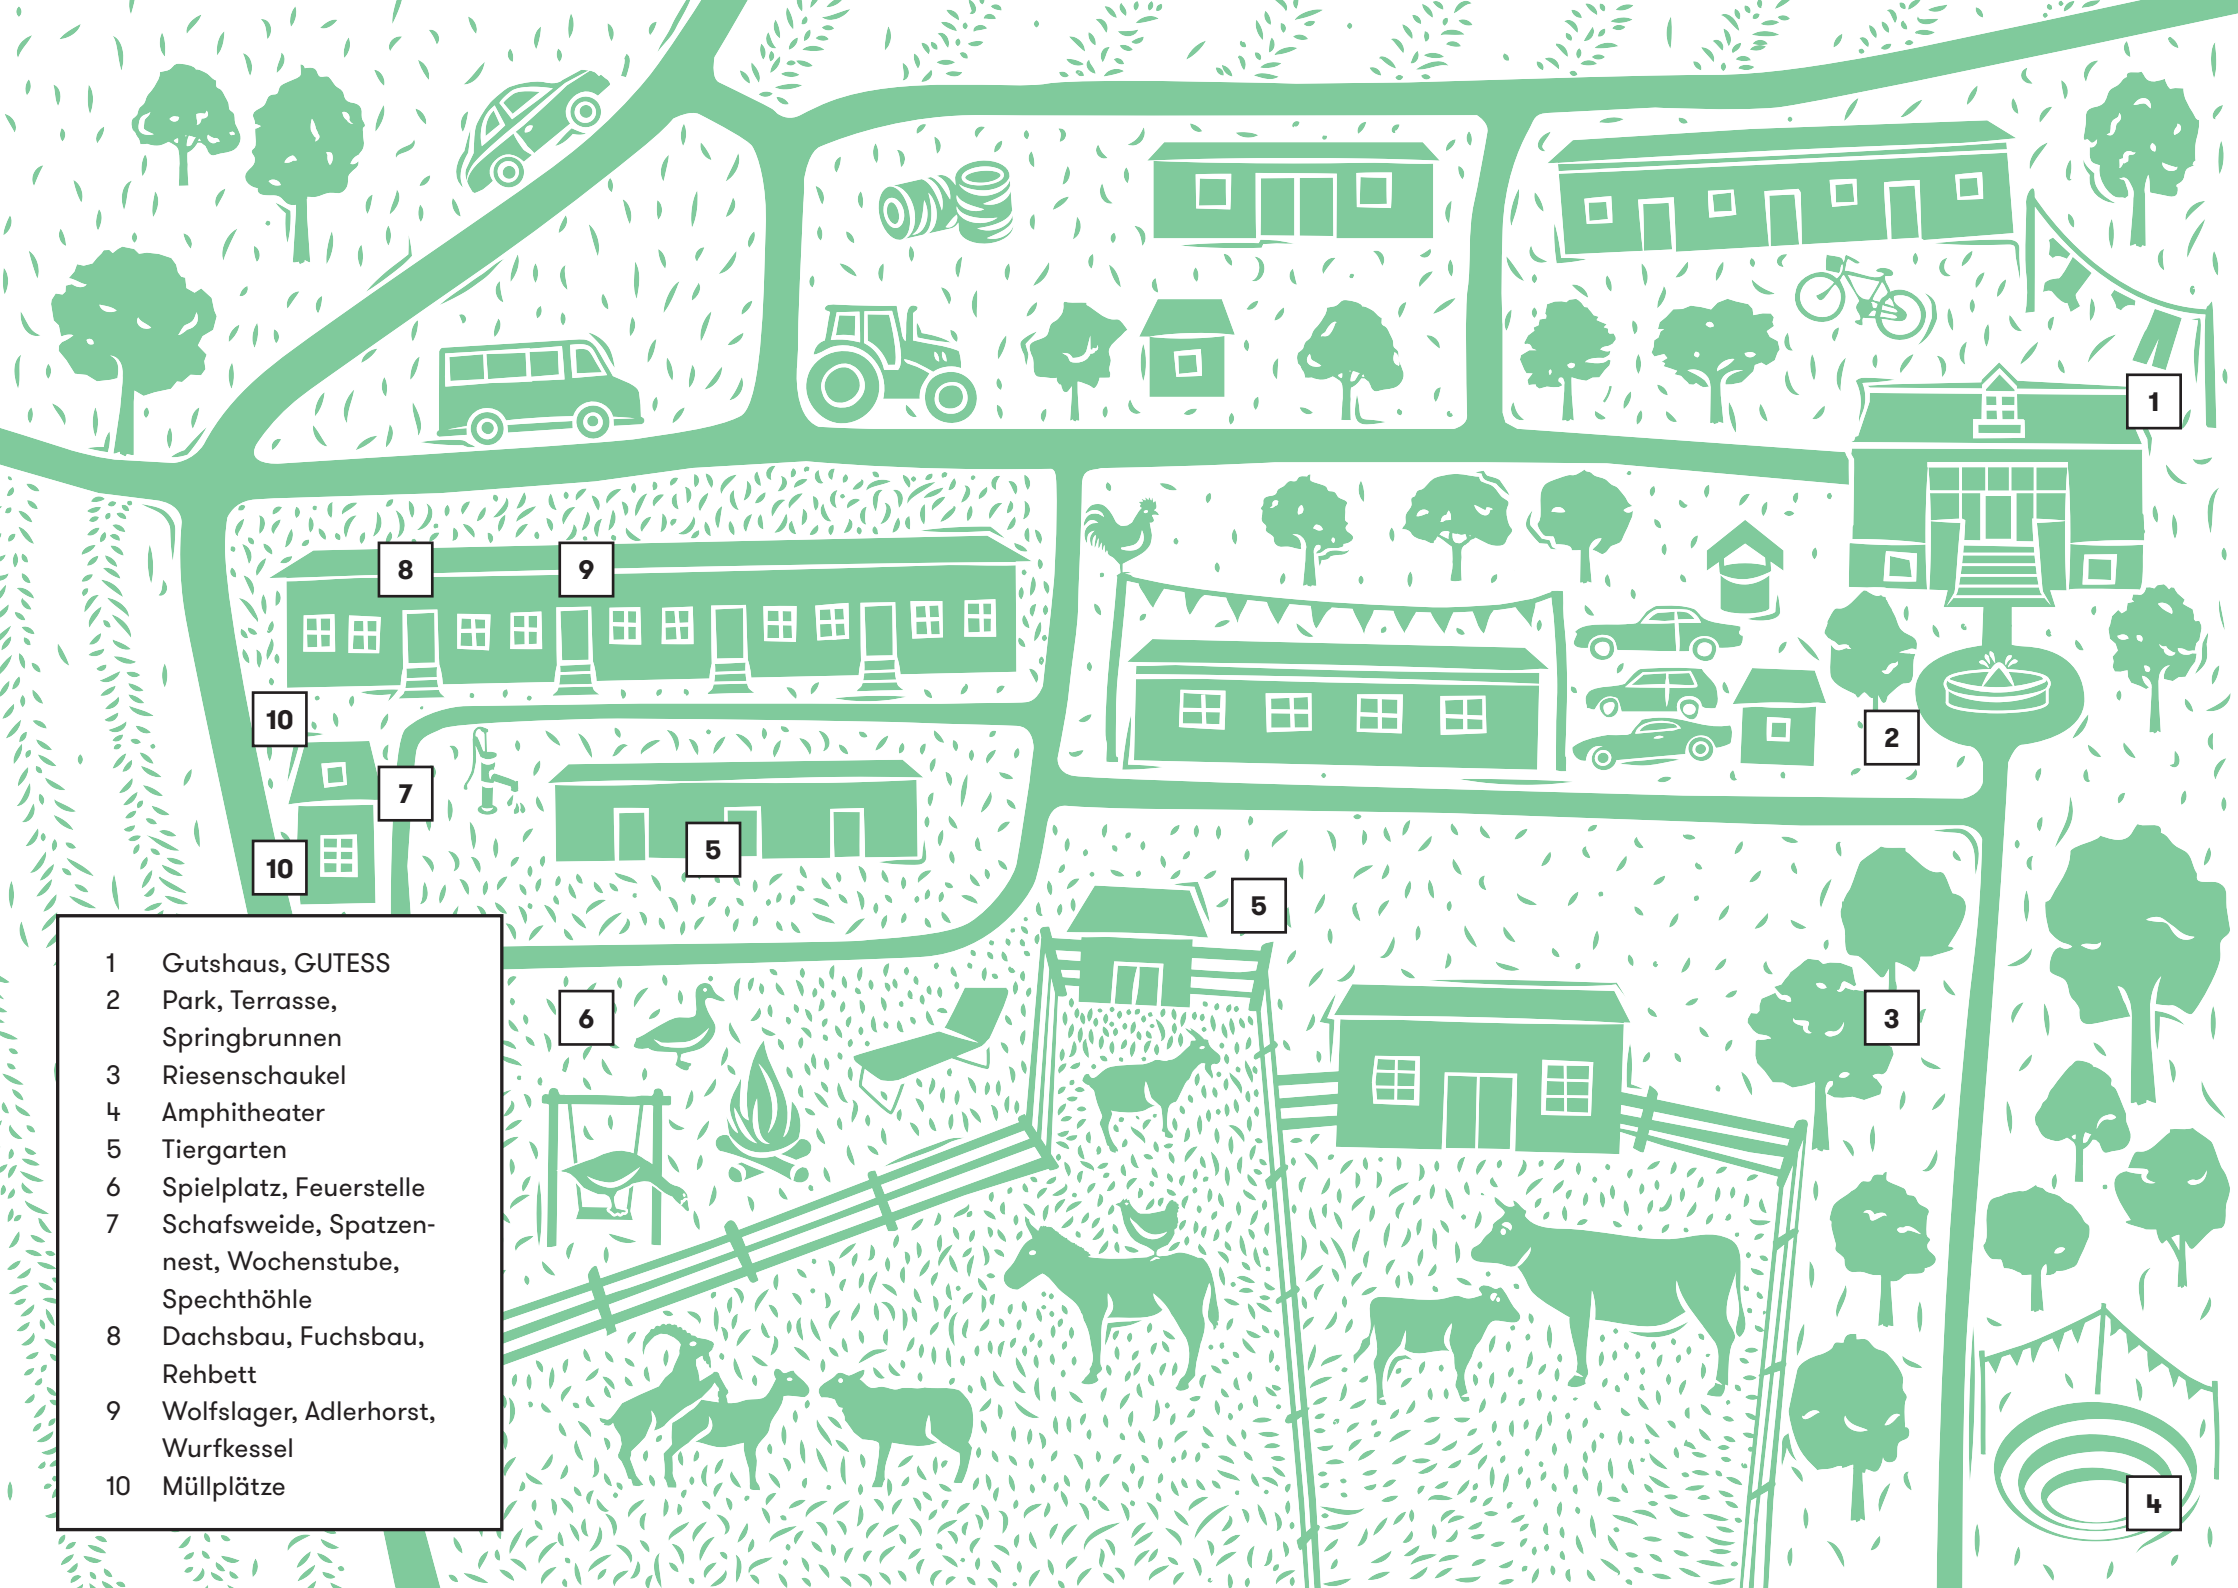 1
8
9
10
2
7
5
10
5
6
3
4
1 Gutshaus, GUTESS
2 Park, Terrasse,
Springbrunnen
3 Riesenschaukel
4 Amphitheater
5 Tiergarten
6 Spielplatz, Feuerstelle
7 Schafsweide, Spatzen-
nest, Wochenstube,
Spechthöhle
8 Dachsbau, Fuchsbau,
Rehbett
9 Wolfslager, Adlerhorst,
Wurfkessel
10 Müllplätze